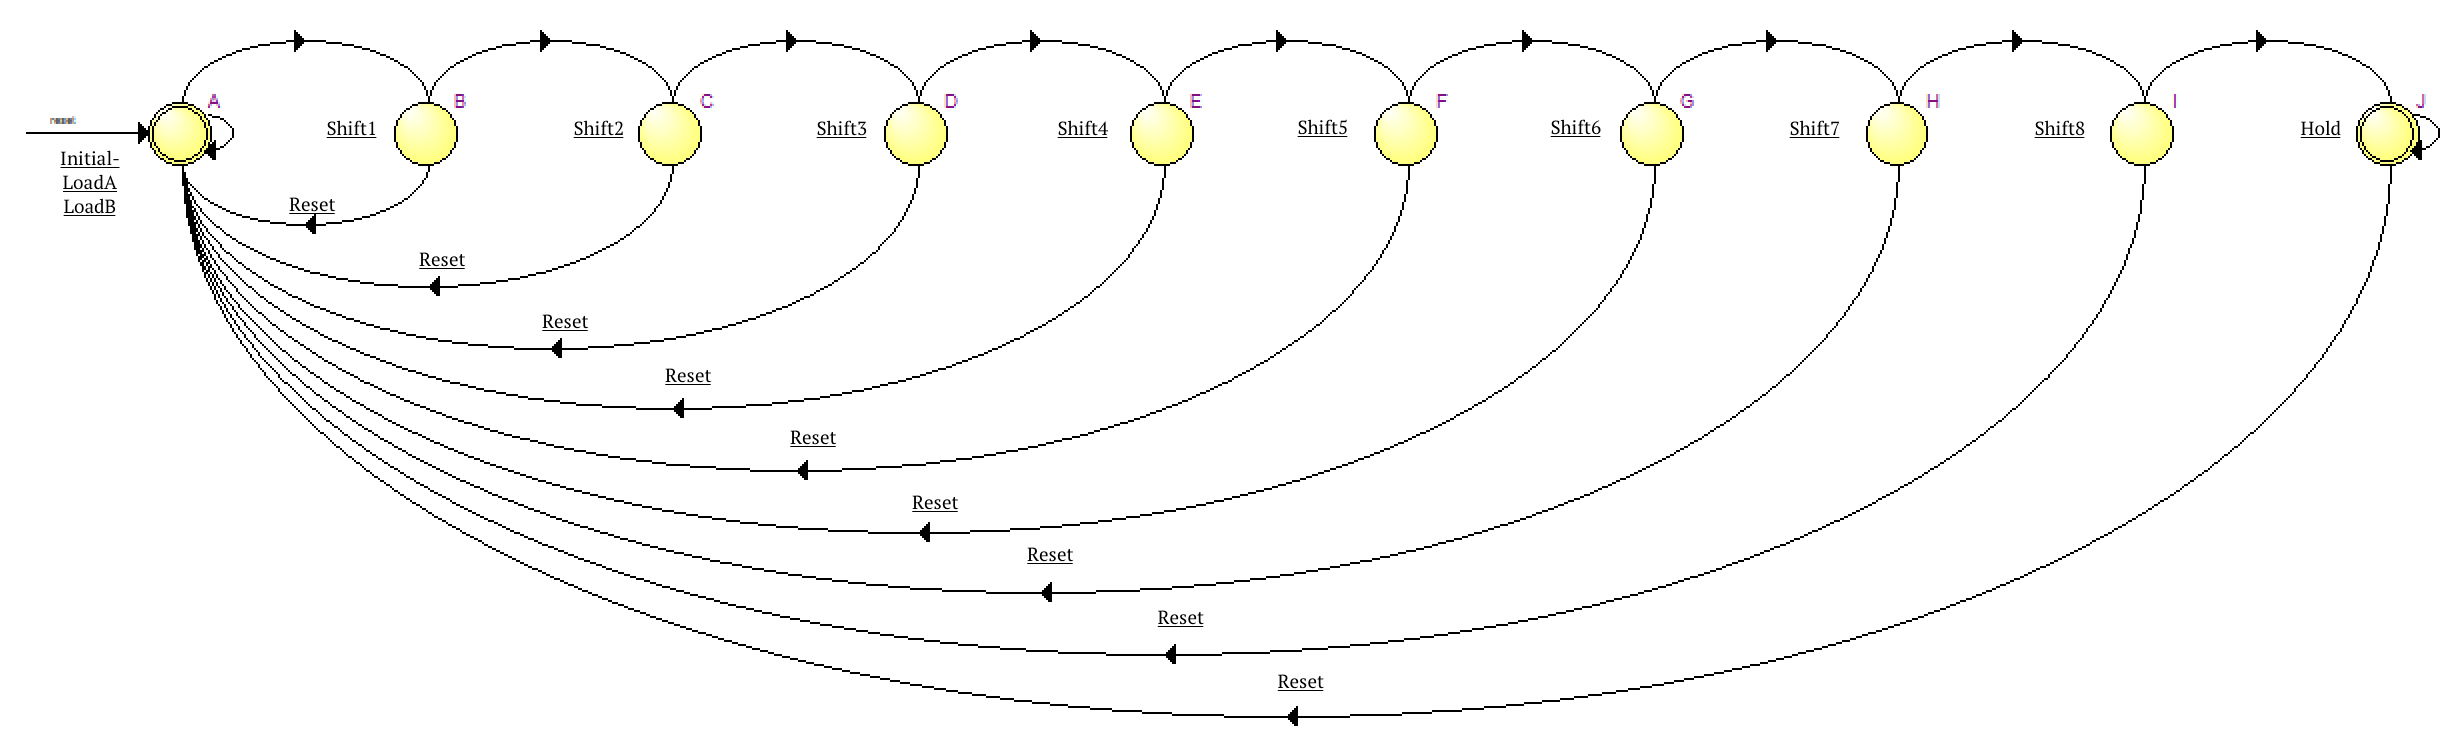 A
B
C
D
E
F
G
H
I
J
reset
Initial-
LoadA
LoadB
Shift1
Shift2
Shift3
Shift4
Shift5
Shift6
Shift7
Shift8
Hold
Reset
Reset
Reset
Reset
Reset
Reset
Reset
Reset
Reset